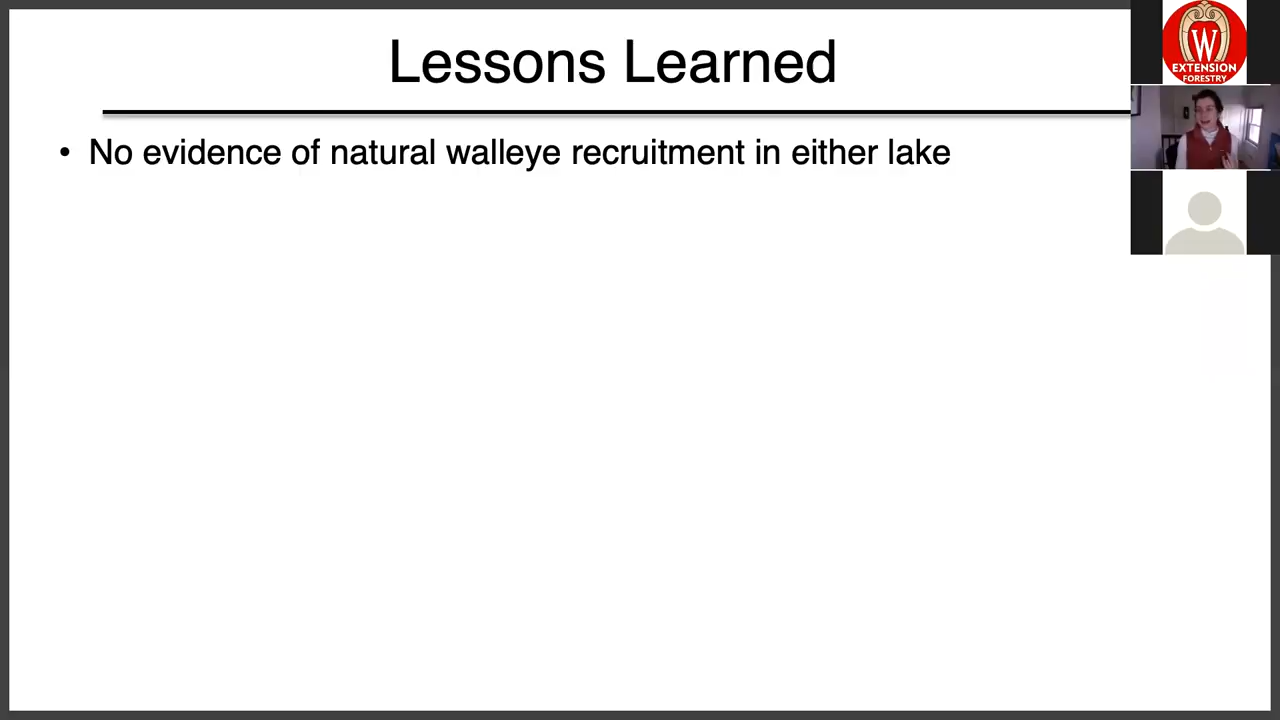 Lessons Learned
• No evidence of natural walleye recruitment in either lake
W
EXTENSION
FORESTRY